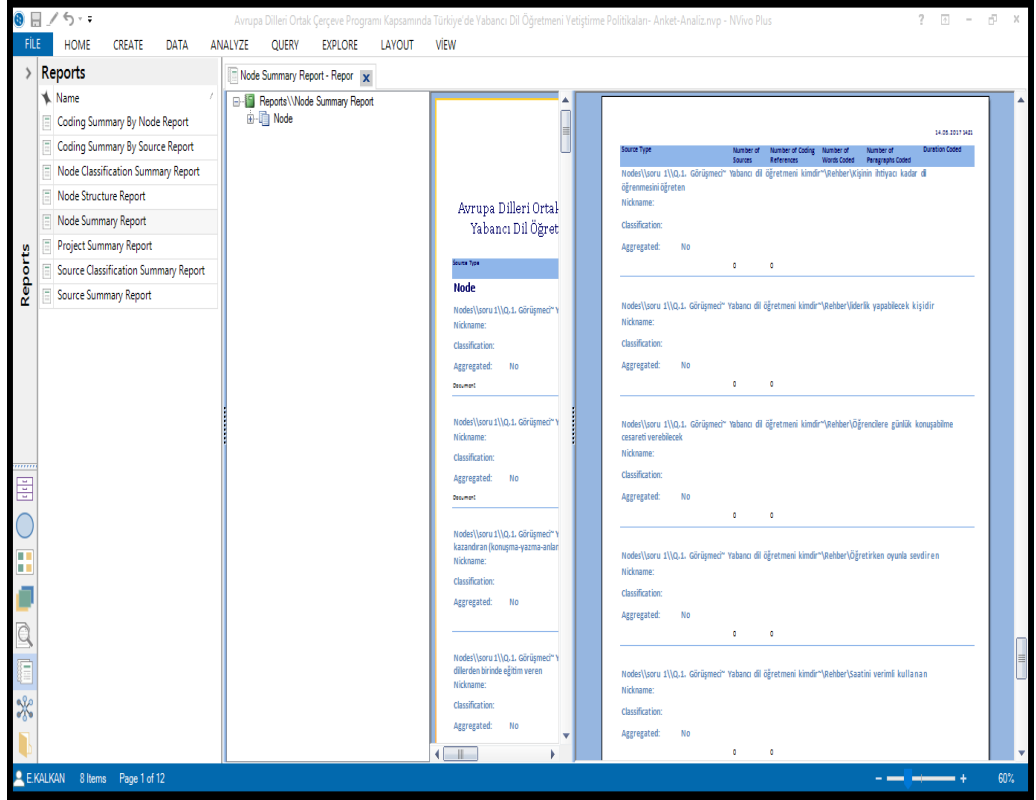 Avrupa Dilleri Ortak Çerçeve Programı Kapsamında Türkiye'de Yabancı Dil Öğretmeni Yetiştirme Politikaları- Anket-Analiz.nvp - NVivo Plus
FİLE HOME CREATE DATA ANALYZE QUERY EXPLORE LAYOUT VİEW
Reports
Name
Coding Summary By Node Report
Coding Summary By Source Report
Node Classification Summary Report
Node Structure Report
Node Summary Report
Project Summary Report
Source Classification Summary Report
Source Summary Report
Reports
Node Summary Report - Repor
Reports\\Node Summary Report
Node
Avrupa Dilleri Ortak
Yabancı Dil Öğret
Source Type
Node
Nodes\\soru 1\\Q.1. Görüşmeci" Y
Nickname:
Classification:
Aggregated: No
Document
Nodes\\soru 1\\Q.1. Görüşmeci" Y
Nickname:
Classification:
Aggregated: No
Document
Nodes\\soru 1\\Q.1. Görüşmeci" Y
kazandıran (konuşma-yazma-anlar
Nickname:
Classification:
Aggregated: No
Nodes\\soru 1\\Q.1. Görüşmeci" Y
dillerden birinde eğitim veren
Nickname:
Classification:
Aggregated: No
Source Type Number of Sources Number of Coding References Number of Words Coded Number of Paragraphs Coded Duration Coded
Nodes\\soru 1\\Q.1. Görüşmeci" Yabancı dil öğretmeni kimdir"\Rehber\Kişinin ihtiyacı kadar dil
öğrenmesini öğreten
Nickname:
Classification:
Aggregated: No
0 0
Nodes\\soru 1\\Q.1. Görüşmeci" Yabancı dil öğretmeni kimdir"\Rehber\liderlik yapabilecek kişidir
Nickname:
Classification:
Aggregated: No
0 0
Nodes\\soru 1\\Q.1. Görüşmeci" Yabancı dil öğretmeni kimdir"\Rehber\Öğrencilere günlük konuşabilme
cesareti verebilecek
Nickname:
Classification:
Aggregated: No
0 0
Nodes\\soru 1\\Q.1. Görüşmeci" Yabancı dil öğretmeni kimdir"\Rehber\Öğretirken oyunla sevdiren
Nickname:
Classification:
Aggregated: No
0 0
Nodes\\soru 1\\Q.1. Görüşmeci" Yabancı dil öğretmeni kimdir"\Rehber\Saatini verimli kullanan
Nickname:
Classification:
Aggregated: No
0 0
E.KALKAN 8 Items Page 1 of 12
60%